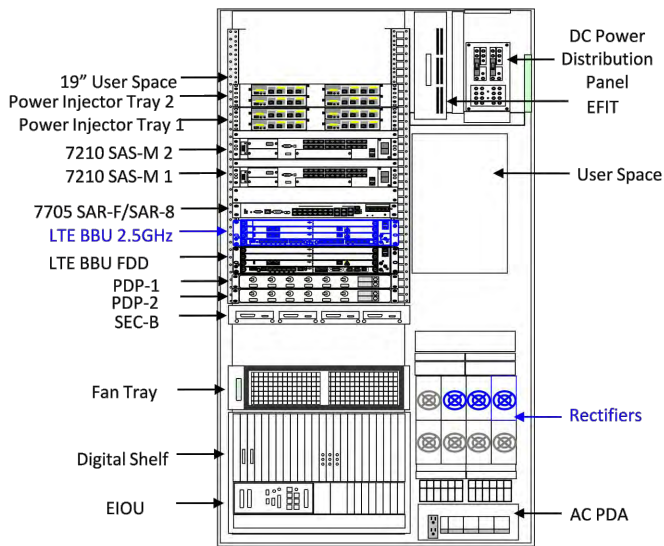 DC Power
Distribution
Panel
EFIT
19” User Space
Power Injector Tray 2
Power Injector Tray 1
7210 SAS-M 2
7210 SAS-M 1
User Space
7705 SAR-F/SAR-8
LTE BBU 2.5GHz
LTE BBU FDD
PDP-1
PDP-2
SEC-B
Fan Tray
Rectifiers
Digital Shelf
EIOU
AC PDA